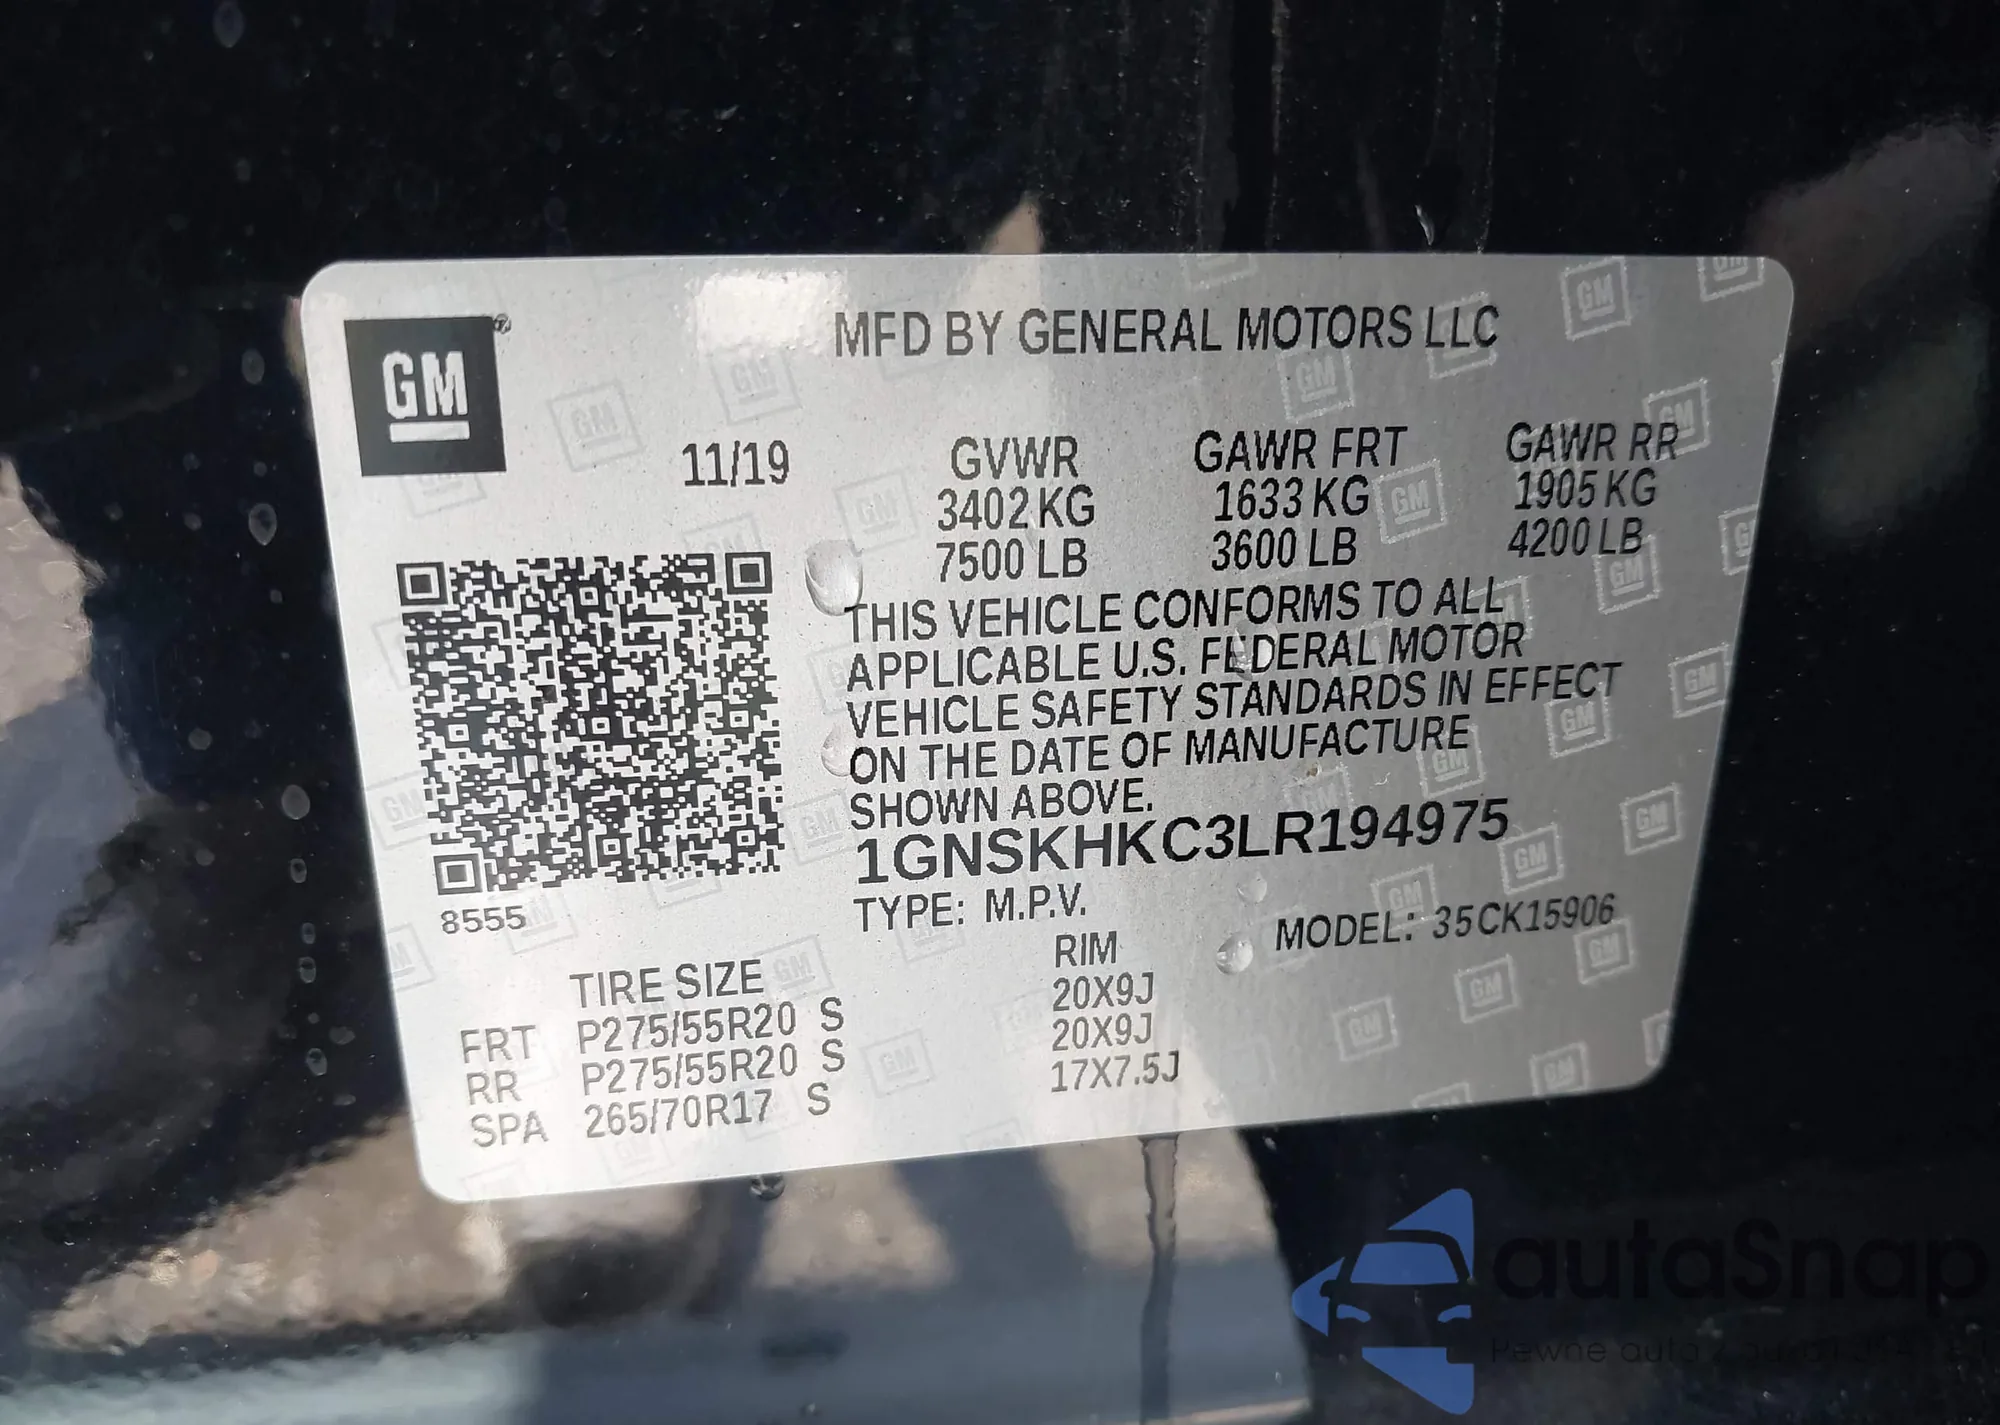 GM
MFD BY GENERAL MOTORS LLC
11/19 GVWR GAWR FRT GAWR RR
3402 KG 1633 KG 1905 KG
7500 LB 3600 LB 4200 LB
THIS VEHICLE CONFORMS TO ALL
APPLICABLE U.S. FEDERAL MOTOR
VEHICLE SAFETY STANDARDS IN EFFECT
ON THE DATE OF MANUFACTURE
SHOWN ABOVE.
1GNSKHKC3LR194975
8555
TYPE: M.P.V. MODEL: 35CK15906
TIRE SIZE RIM
FRT P275/55R20 S 20X9J
RR P275/55R20 S 20X9J
SPA 265/70R17 S 17X7.5J
autaSnap
Pewne auta z